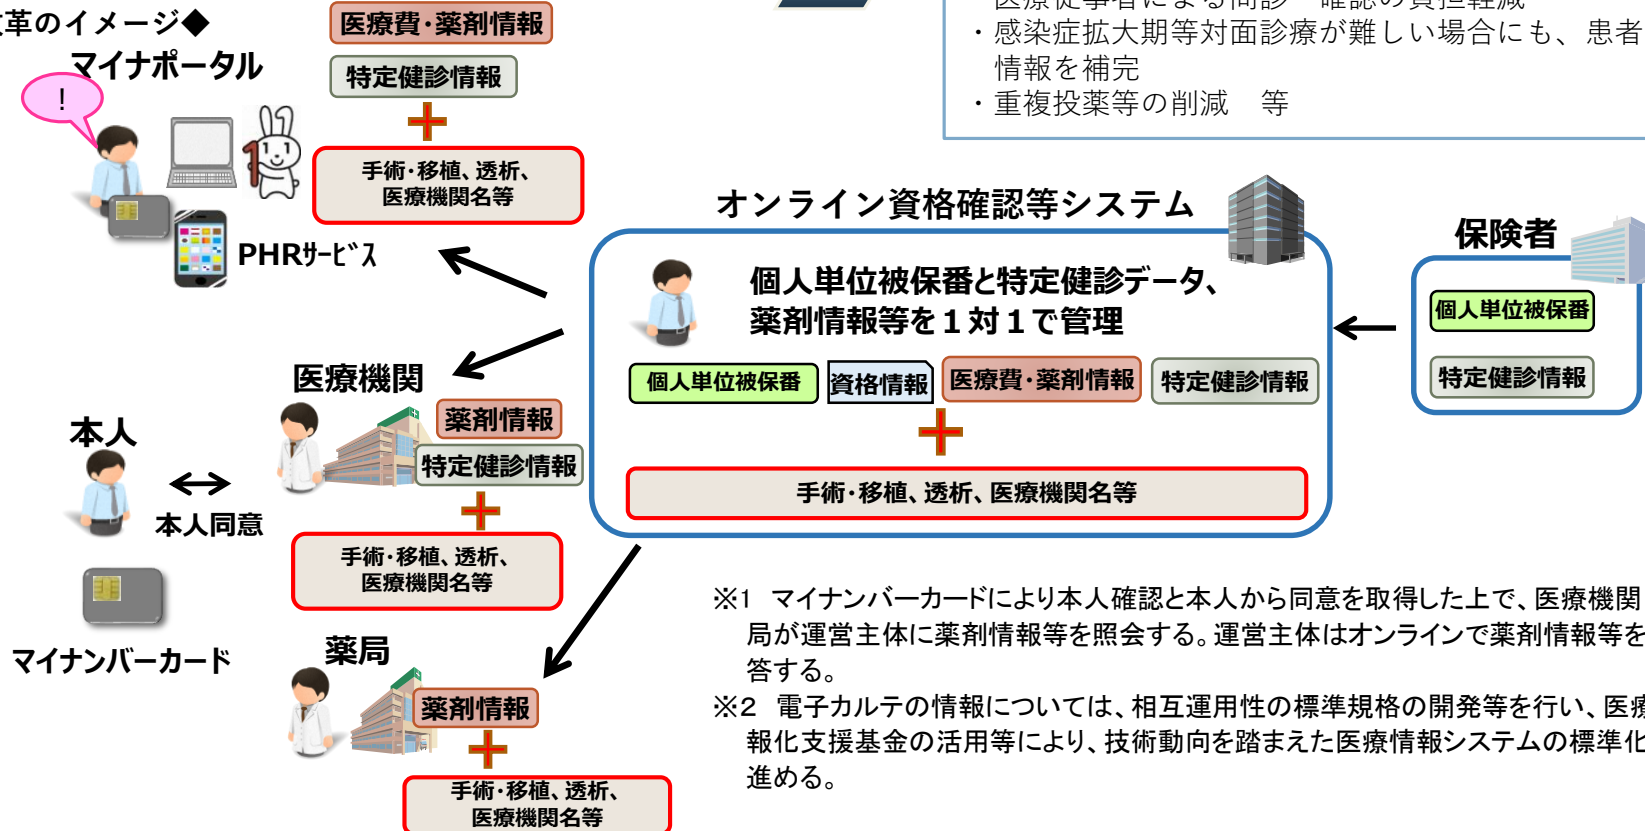 革のイメージ◆
マイナポータル
!
医療費・薬剤情報
特定健診情報
手術・移植、透析、
医療機関名等
PHRサービス
・感染症拡大期等対面診療が難しい場合にも、患者
情報を補完
・重複投薬等の削減　等
オンライン資格確認等システム
個人単位被保番と特定健診データ、
薬剤情報等を１対１で管理
個人単位被保番
資格情報
医療費・薬剤情報
特定健診情報
手術・移植、透析、医療機関名等
保険者
個人単位被保番
特定健診情報
医療機関
薬剤情報
特定健診情報
手術・移植、透析、
医療機関名等
本人
本人同意
マイナンバーカード
薬局
薬剤情報
手術・移植、透析、
医療機関名等
※1　マイナンバーカードにより本人確認と本人から同意を取得した上で、医療機関
局が運営主体に薬剤情報等を照会する。運営主体はオンラインで薬剤情報等を
答する。
※2　電子カルテの情報については、相互運用性の標準規格の開発等を行い、医療
報化支援基金の活用等により、技術動向を踏まえた医療情報システムの標準化
進める。